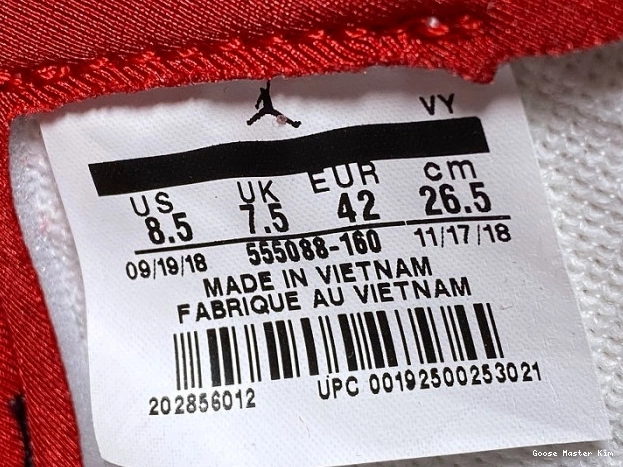 VY
US UK EUR cm
8.5 7.5 42 26.5
09/19/18 555088-160 11/17/18
MADE IN VIETNAM
FABRIQUE AU VIETNAM
202856012 UPC 00192500253021
Goose Master Kim